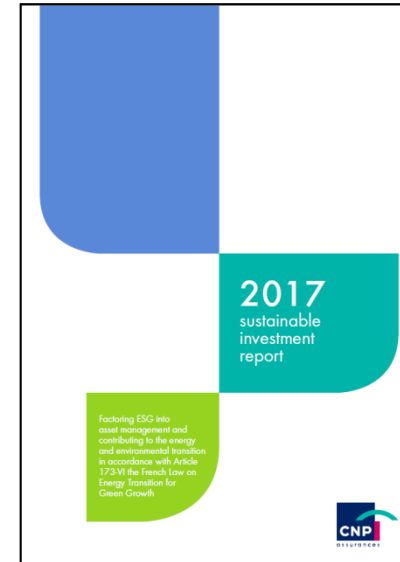 2017
sustainable
investment
report
Factoring ESG into
asset management and
contributing to the energy
and environmental transition
in accordance with Article
173-VI the French Law on
Energy Transition for
Green Growth
CNP
assurances